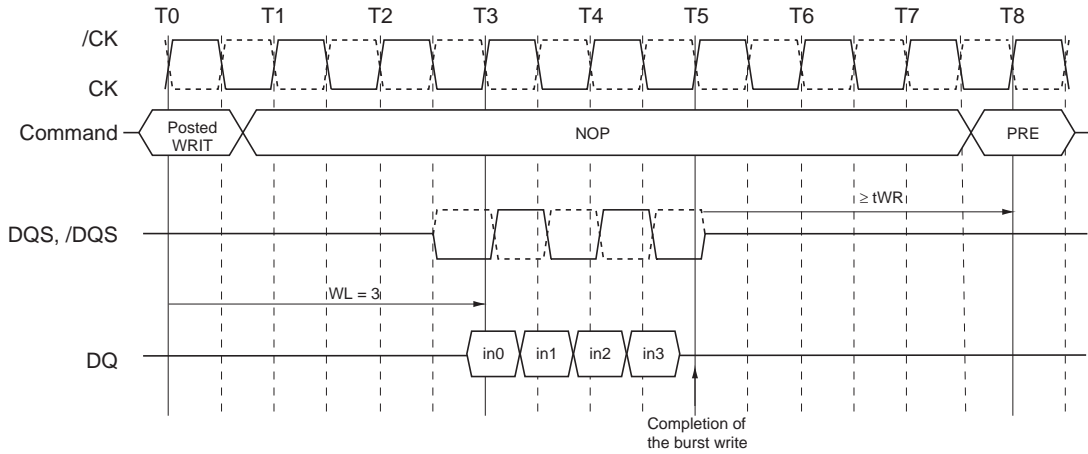 T0 T1 T2 T3 T4 T5 T6 T7 T8
/CK
CK
Command
Posted
WRIT
NOP
PRE
≥ tWR
DQS, /DQS
WL = 3
DQ
in0 in1 in2 in3
Completion of
the burst write